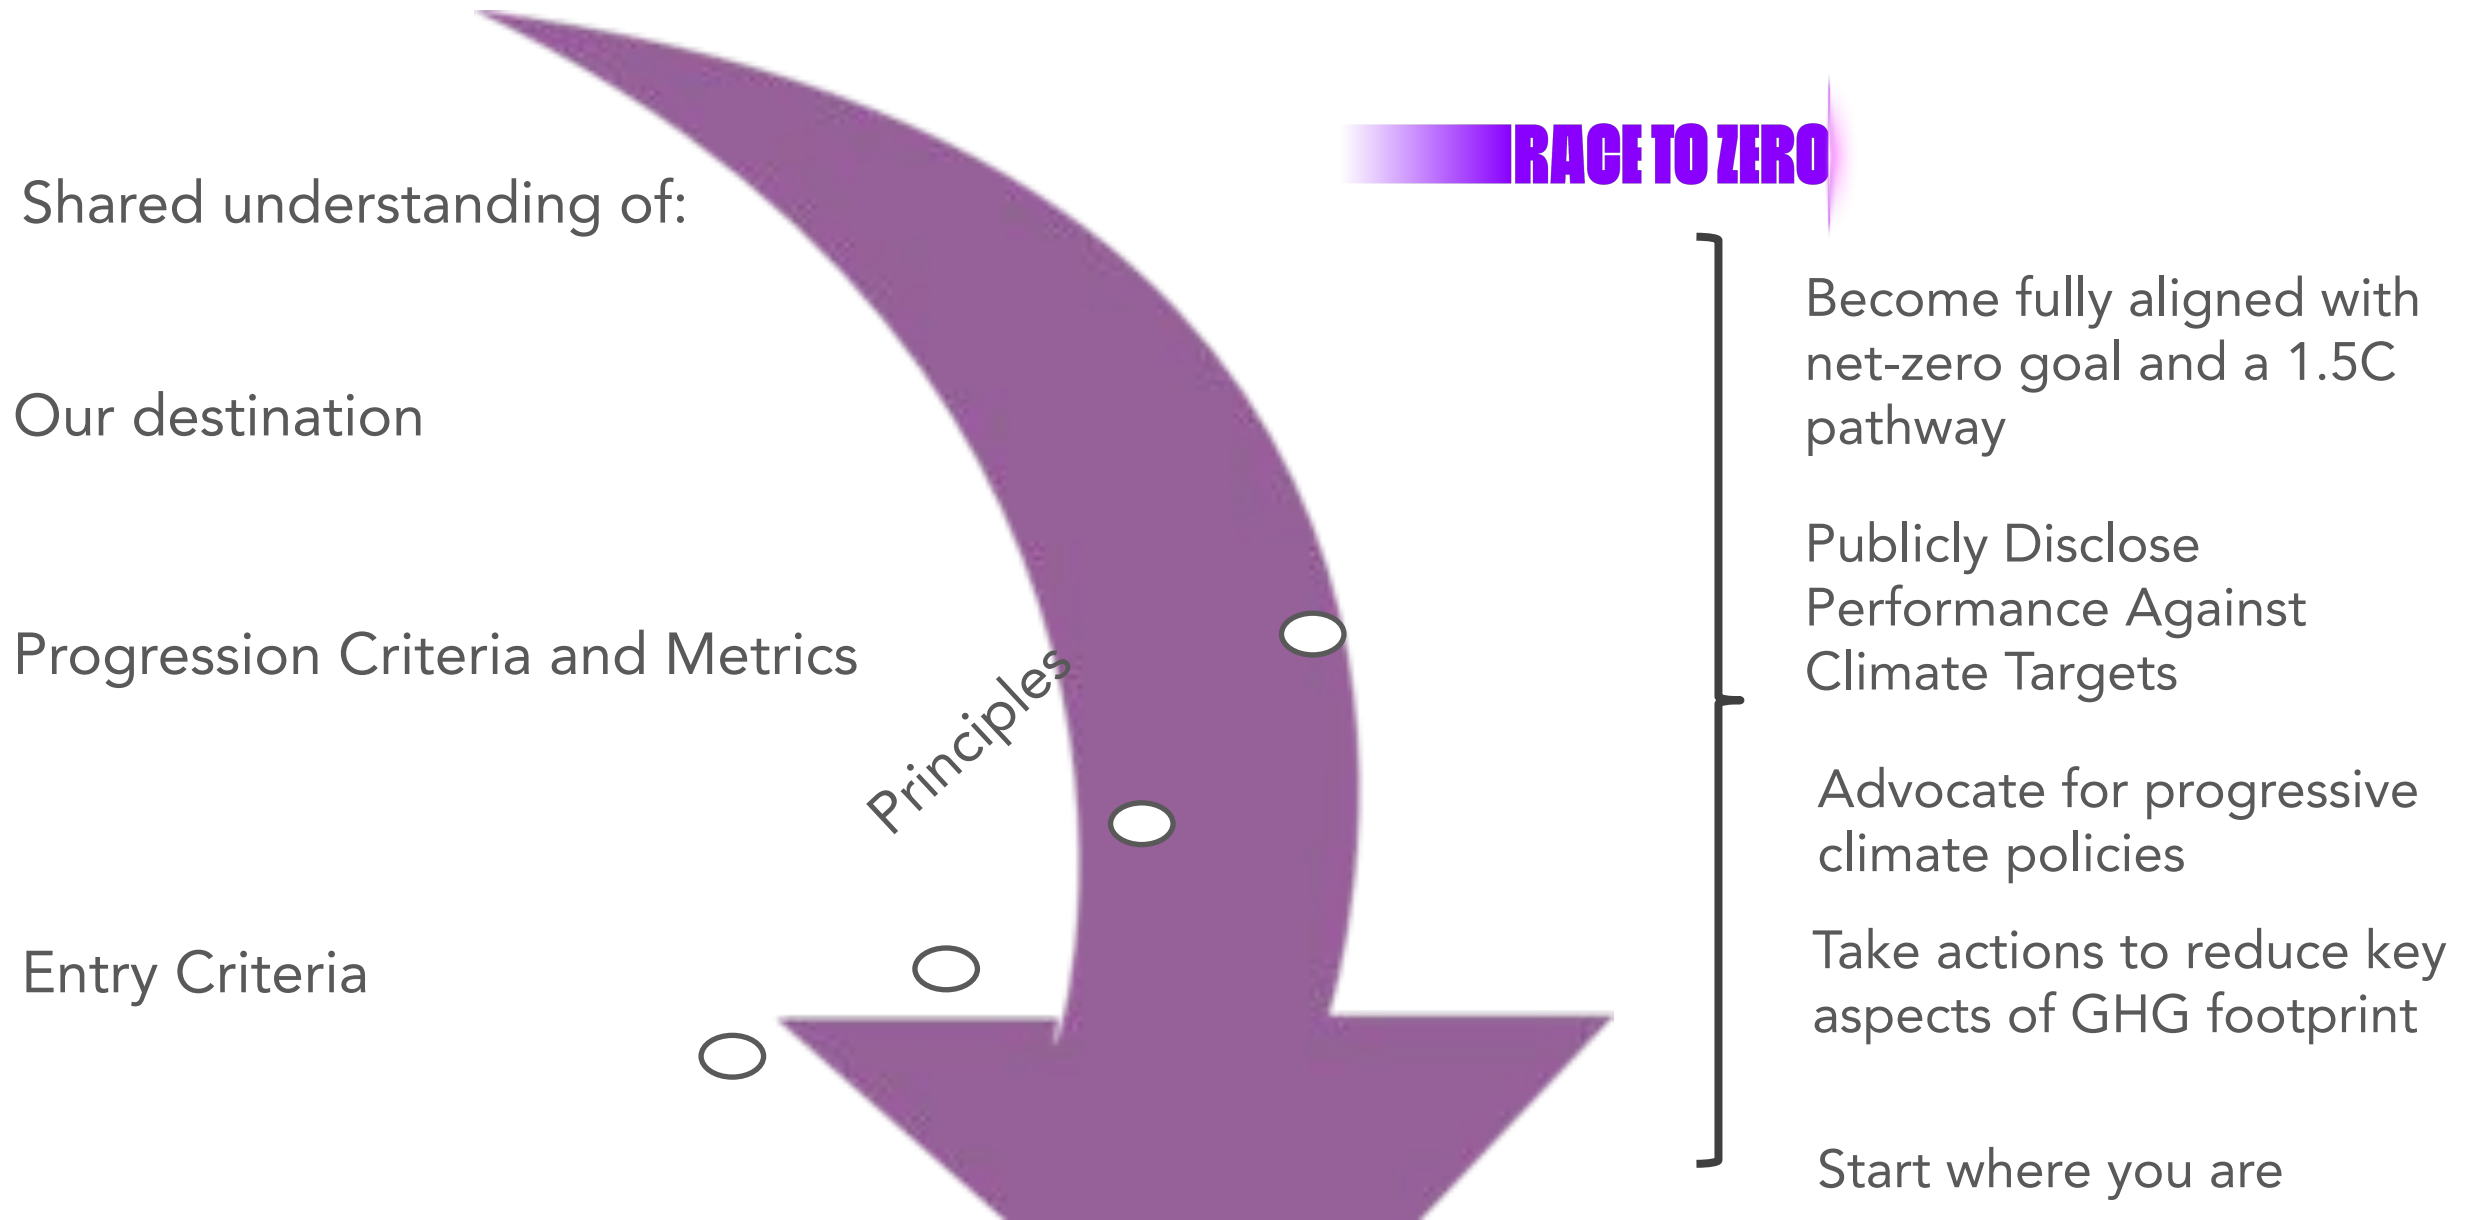 RACE TO ZERO
Shared understanding of:
Our destination
Progression Criteria and Metrics
Principles
Entry Criteria
Become fully aligned with
net-zero goal and a 1.5C
pathway
Publicly Disclose
Performance Against
Climate Targets
Advocate for progressive
climate policies
Take actions to reduce key
aspects of GHG footprint
Start where you are